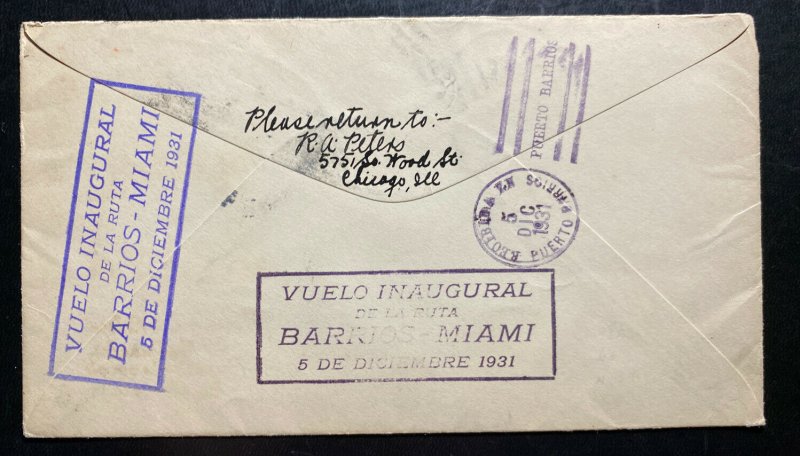 VUELO INAUGURAL
DE LA RUTA
BARRIOS - MIAMI
5 DE DICIEMBRE 1931
Please return to:-
R.A. Peters
5751 So. Wood St.
Chicago, Ill
PUERTO BARRIOS
RECIBIDA EN
PUERTO BARRIOS
5
DIC
1931
VUELO INAUGURAL
DE LA RUTA
BARRIOS - MIAMI
5 DE DICIEMBRE 1931